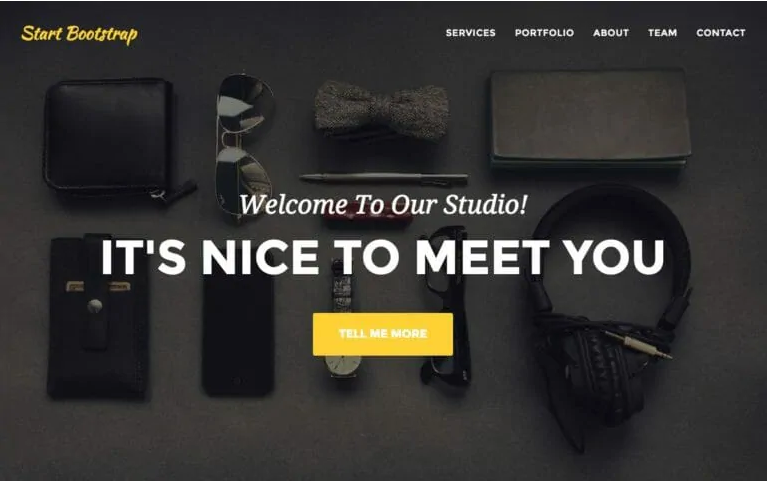 Start Bootstrap
SERVICES PORTFOLIO ABOUT TEAM CONTACT
Welcome To Our Studio!
IT'S NICE TO MEET YOU
TELL ME MORE